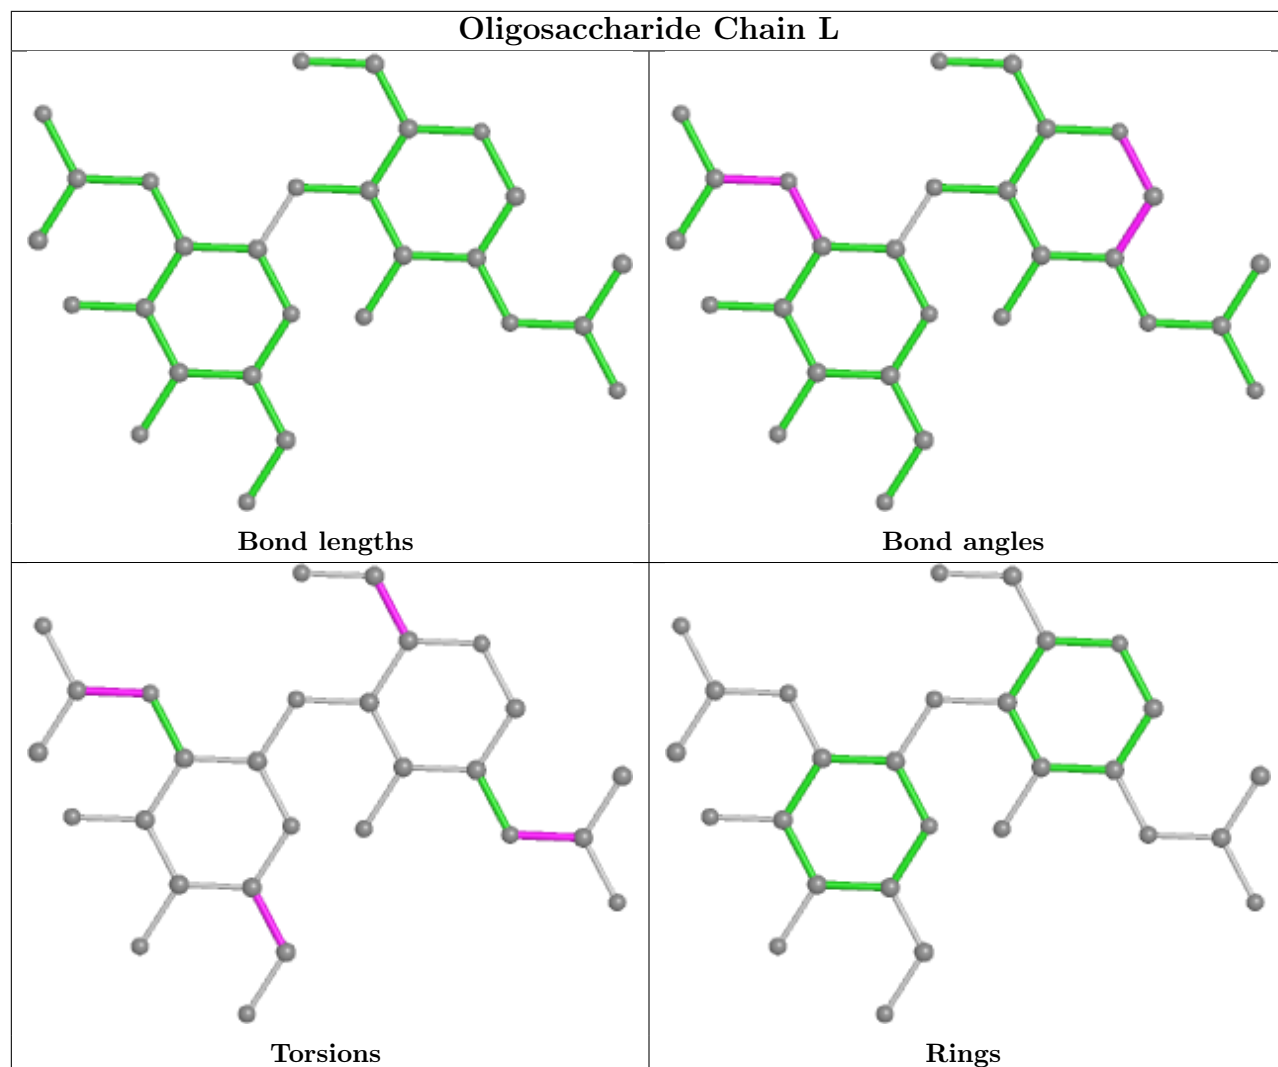 Oligosaccharide Chain L
Bond lengths
Bond angles
Torsions
Rings